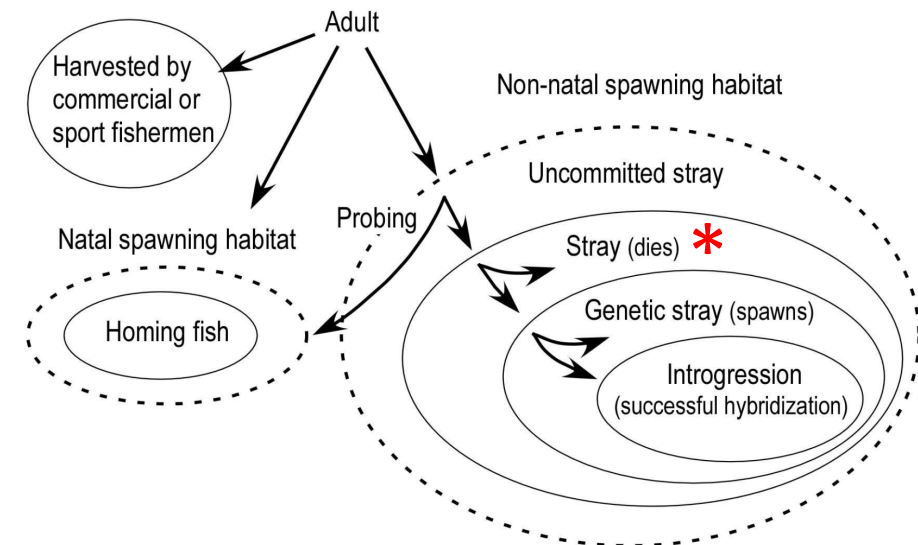 Adult
Harvested by
commercial or
sport fishermen
Non-natal spawning habitat
Uncommitted stray
Probing
Natal spawning habitat
Stray (dies) *
Genetic stray (spawns)
Homing fish
Introgression
(successful hybridization)